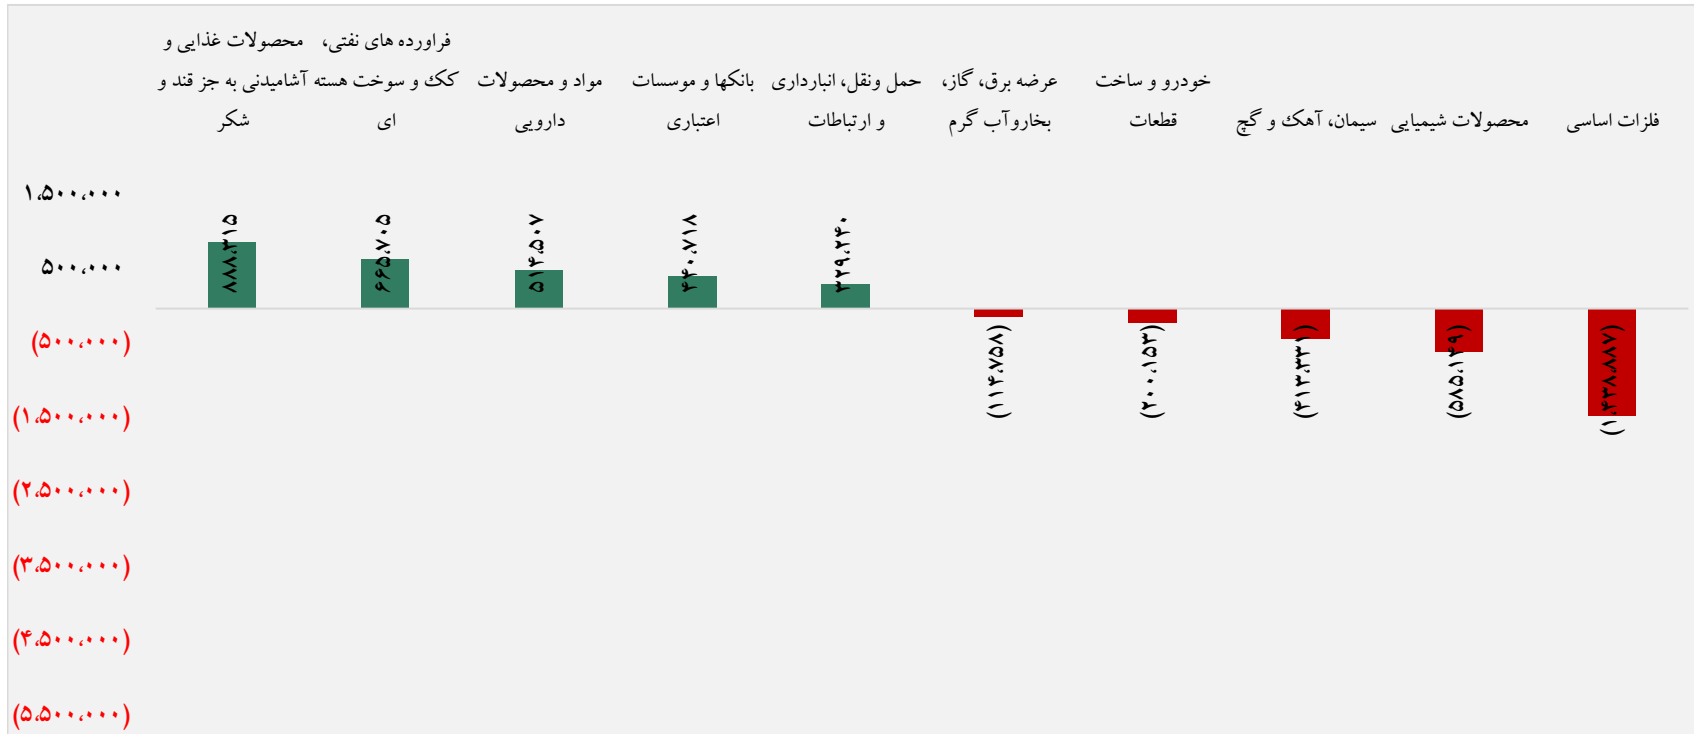 محصولات غذایی و
آشامیدنی به جز قند و
شکر
فراورده های نفتی،
کک و سوخت هسته
ای
مواد و محصولات
دارویی
بانکها و موسسات
اعتباری
حمل ونقل، انبارداری
و ارتباطات
عرضه برق، گاز،
بخاروآب گرم
خودرو و ساخت
قطعات
سیمان، آهک و گچ
محصولات شیمیایی
فلزات اساسی
۱،۵۰۰،۰۰۰
۵۰۰،۰۰۰
(۵۰۰،۰۰۰)
(۱،۵۰۰،۰۰۰)
(۲،۵۰۰،۰۰۰)
(۳،۵۰۰،۰۰۰)
(۴،۵۰۰،۰۰۰)
(۵،۵۰۰،۰۰۰)
۸۸۸،۳۱۵
۶۶۵،۷۰۵
۵۱۴،۵۰۷
۴۴۰،۷۱۸
۳۲۹،۲۴۰
(۱۱۴،۷۵۸)
(۲۰۰،۱۵۳)
(۴۱۲،۳۳۱)
(۵۸۵،۱۴۹)
(۱،۴۳۸،۸۸۷)